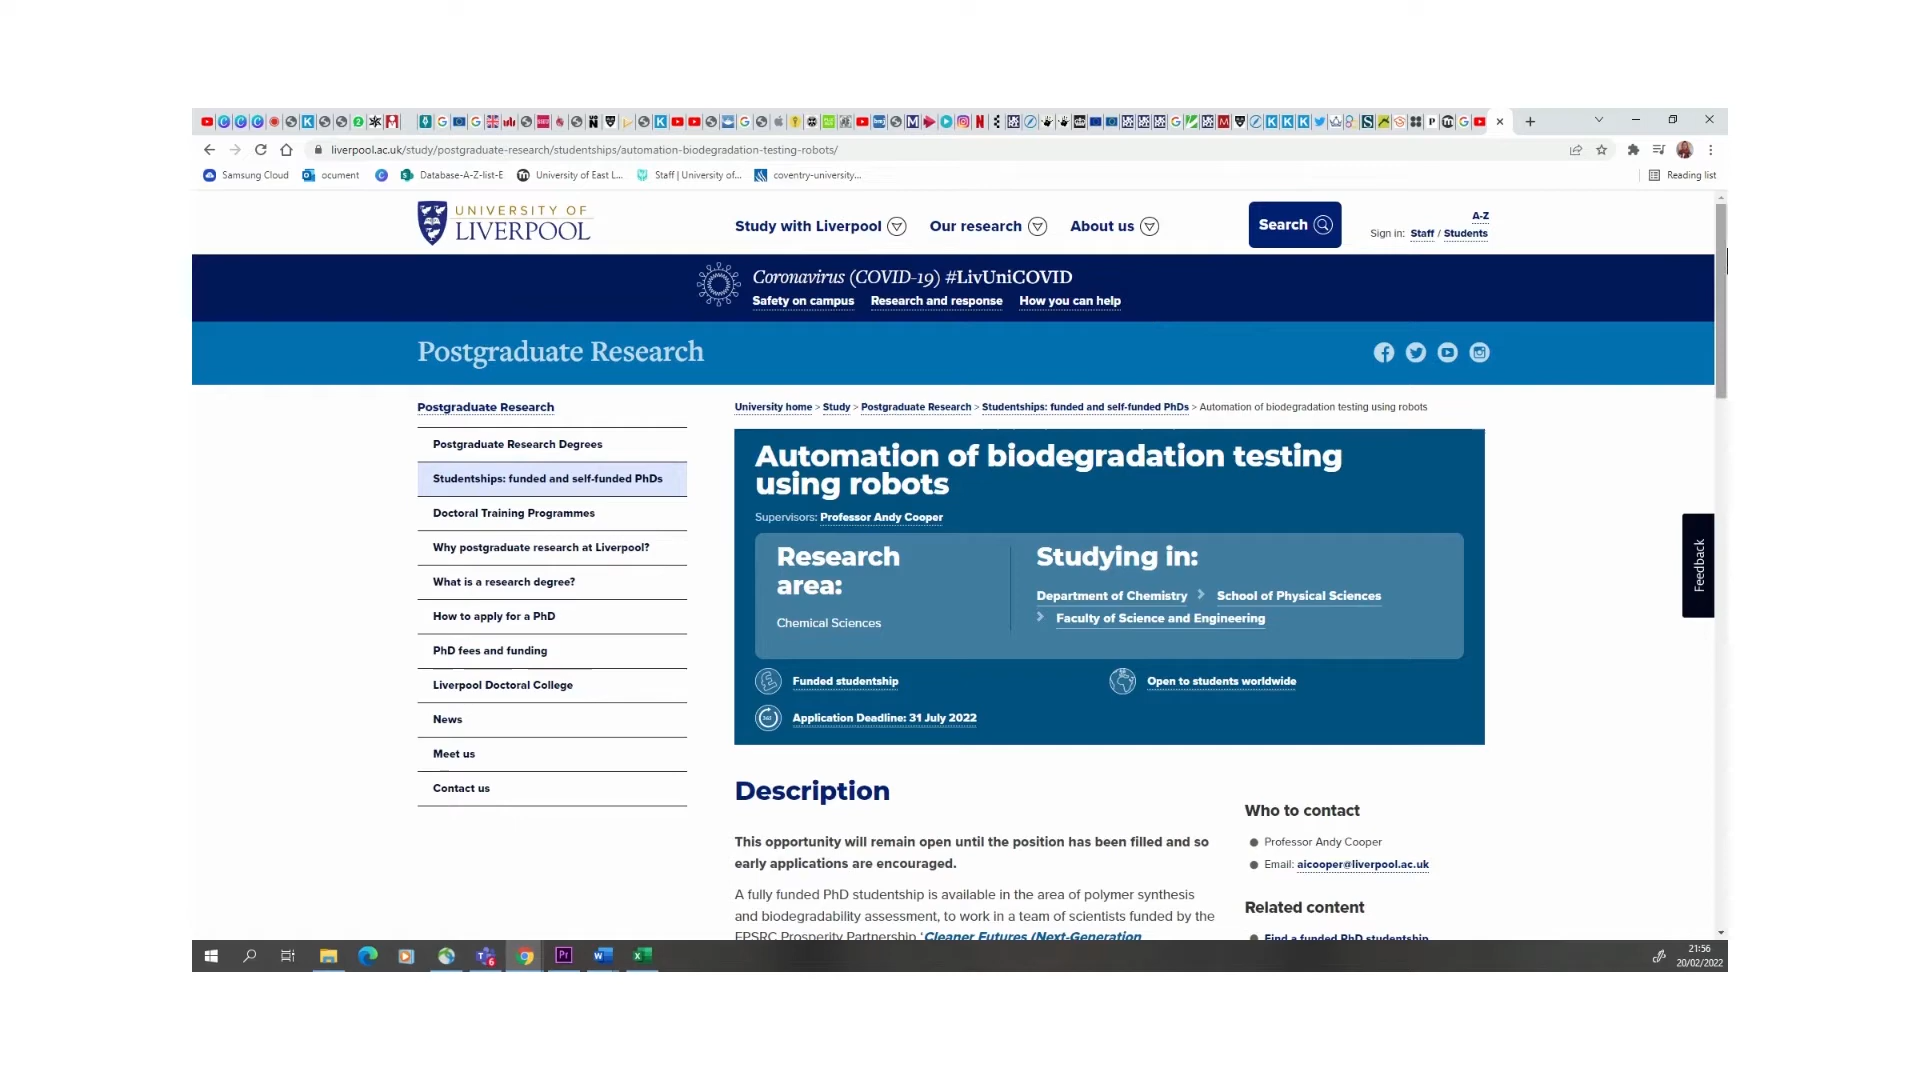 liverpool.ac.uk/study/postgraduate-research/studentships/automation-biodegradation-testing-robots/
Samsung Cloud
ocument
Database-A-Z-list-E
University of East L...
Staff | University of...
coventry-university...
Reading list
UNIVERSITY OF
LIVERPOOL
Study with Liverpool
Our research
About us
Search
A-Z
Sign in: Staff / Students
Coronavirus (COVID-19) #LivUniCOVID
Safety on campus
Research and response
How you can help
Postgraduate Research
Postgraduate Research
Postgraduate Research Degrees
Studentships: funded and self-funded PhDs
Doctoral Training Programmes
Why postgraduate research at Liverpool?
What is a research degree?
How to apply for a PhD
PhD fees and funding
Liverpool Doctoral College
News
Meet us
Contact us
University home > Study > Postgraduate Research > Studentships: funded and self-funded PhDs > Automation of biodegradation testing using robots
Automation of biodegradation testing
using robots
Supervisors: Professor Andy Cooper
Research
area:
Chemical Sciences
Studying in:
Department of Chemistry
School of Physical Sciences
Faculty of Science and Engineering
Funded studentship
Open to students worldwide
Application Deadline: 31 July 2022
Feedback
Description
This opportunity will remain open until the position has been filled and so
early applications are encouraged.
A fully funded PhD studentship is available in the area of polymer synthesis
and biodegradability assessment, to work in a team of scientists funded by the
EPSRC Prosperity Partnership 'Cleaner Futures (Next-Generation
Who to contact
Professor Andy Cooper
Email: aicooper@liverpool.ac.uk
Related content
Find a funded PhD studentship
21:56
20/02/2022